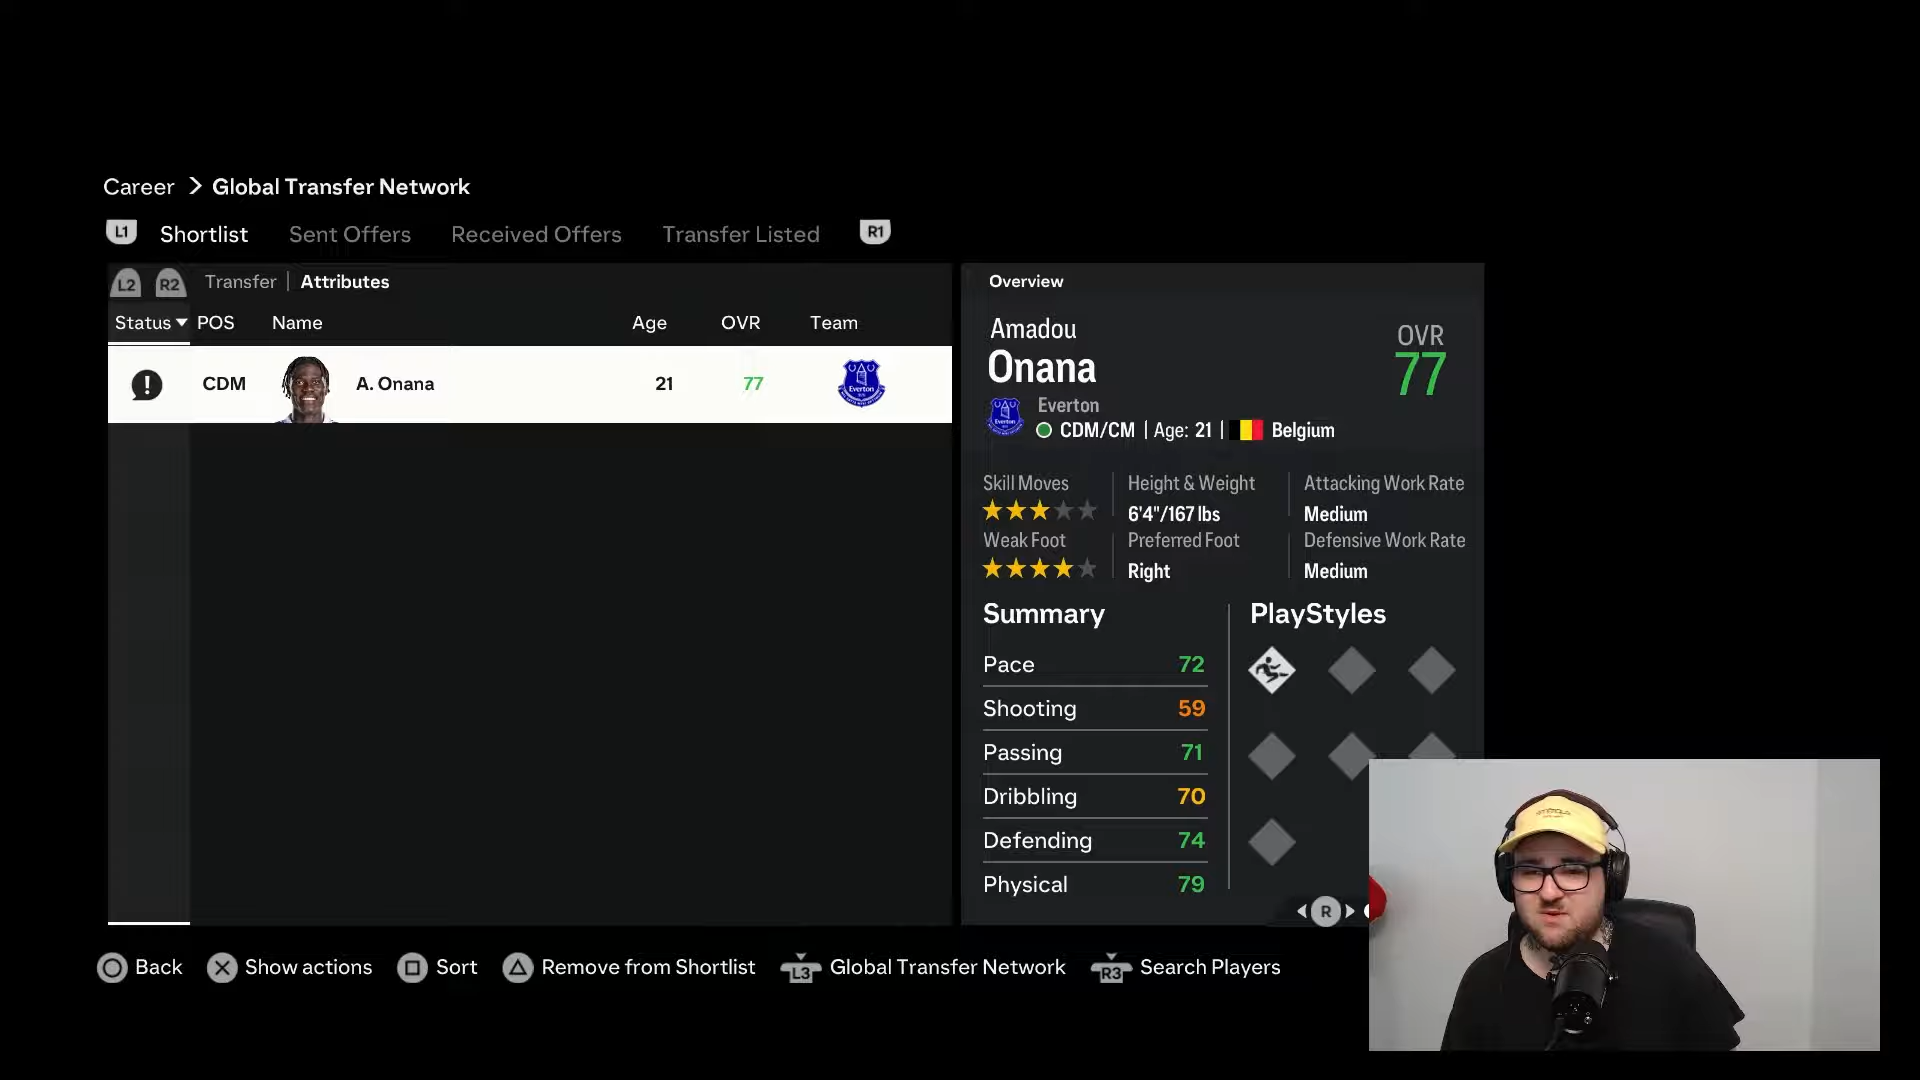 Career > Global Transfer Network
L1 Shortlist Sent Offers Received Offers Transfer Listed R1
L2 R2 Transfer | Attributes
Status POS Name Age OVR Team
! CDM A. Onana 21 77
Everton
Overview
Amadou
Onana
OVR
77
Everton
CDM/CM | Age: 21 | Belgium
Skill Moves Height & Weight Attacking Work Rate
6'4"/167 lbs Medium
Weak Foot Preferred Foot Defensive Work Rate
Right Medium
Summary PlayStyles
Pace 72
Shooting 59
Passing 71
Dribbling 70
Defending 74
Physical 79
R
Back Show actions Sort Remove from Shortlist L3 Global Transfer Network R3 Search Players